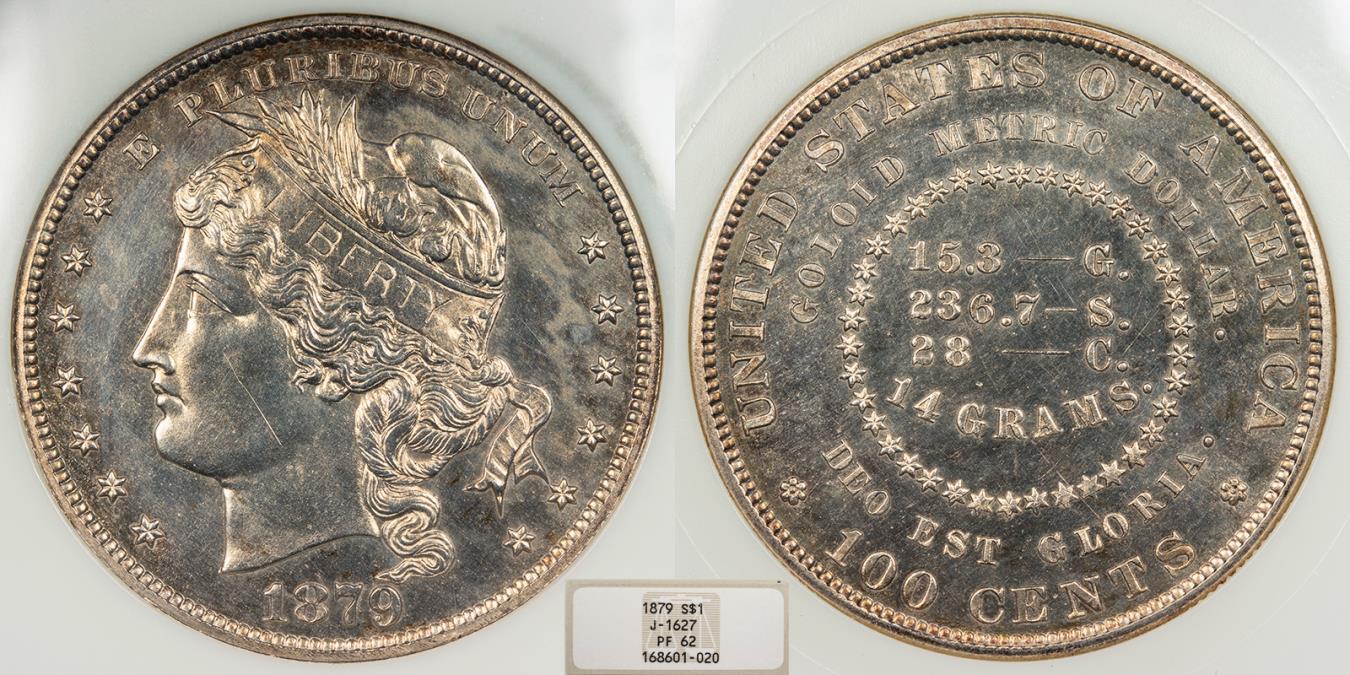 E PLURIBUS UNUM
LIBERTY
1879
UNITED STATES OF AMERICA
GOLOID METRIC DOLLAR.
15.3 — G.
236.7 — S.
28 — C.
14 GRAMS.
DEO EST GLORIA.
100 CENTS
1879 S$1
J-1627
PF 62
168601-020